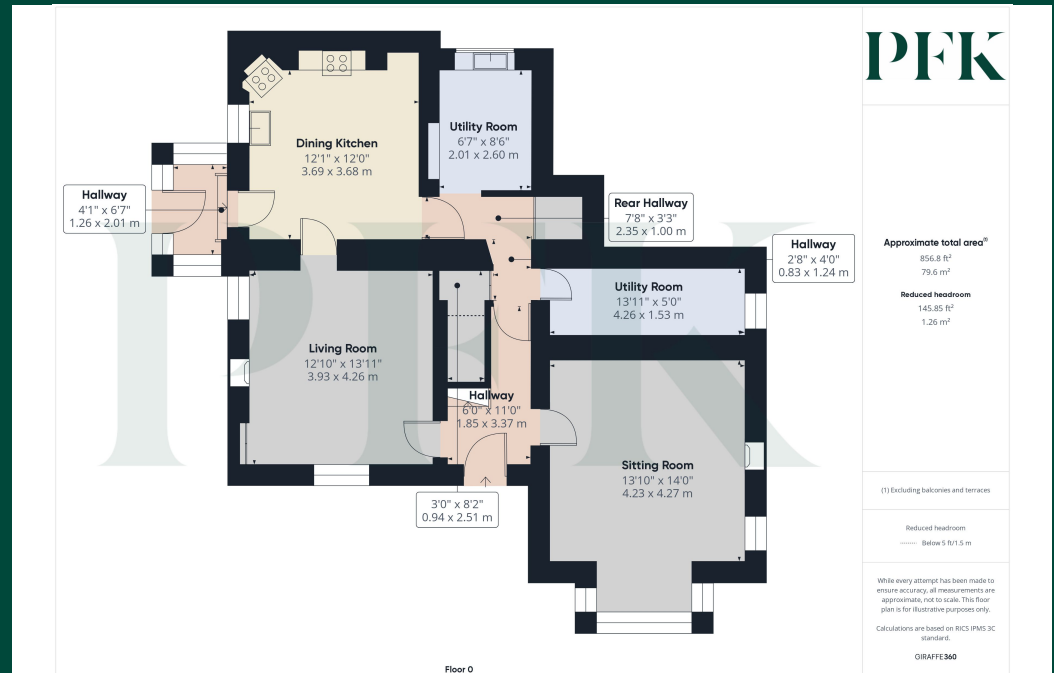 PFK
Dining Kitchen
12'1" x 12'0"
3.69 x 3.68 m
Utility Room
6'7" x 8'6"
2.01 x 2.60 m
Hallway
4'1" x 6'7"
1.26 x 2.01 m
Rear Hallway
7'8" x 3'3"
2.35 x 1.00 m
Hallway
2'8" x 4'0"
0.83 x 1.24 m
Utility Room
13'11" x 5'0"
4.26 x 1.53 m
Living Room
12'10" x 13'11"
3.93 x 4.26 m
Hallway
6'0" x 11'0"
1.85 x 3.37 m
Sitting Room
13'10" x 14'0"
4.23 x 4.27 m
3'0" x 8'2"
0.94 x 2.51 m
PFK
Floor 0
Approximate total area⁽¹⁾
856.8 ft²
79.6 m²
Reduced headroom
145.85 ft²
1.26 m²
(1) Excluding balconies and terraces
Reduced headroom
Below 5 ft/1.5 m
While every attempt has been made to
ensure accuracy, all measurements are
approximate, not to scale. This floor
plan is for illustrative purposes only.
Calculations are based on RICS IPMS 3C
standard.
GIRAFFE360